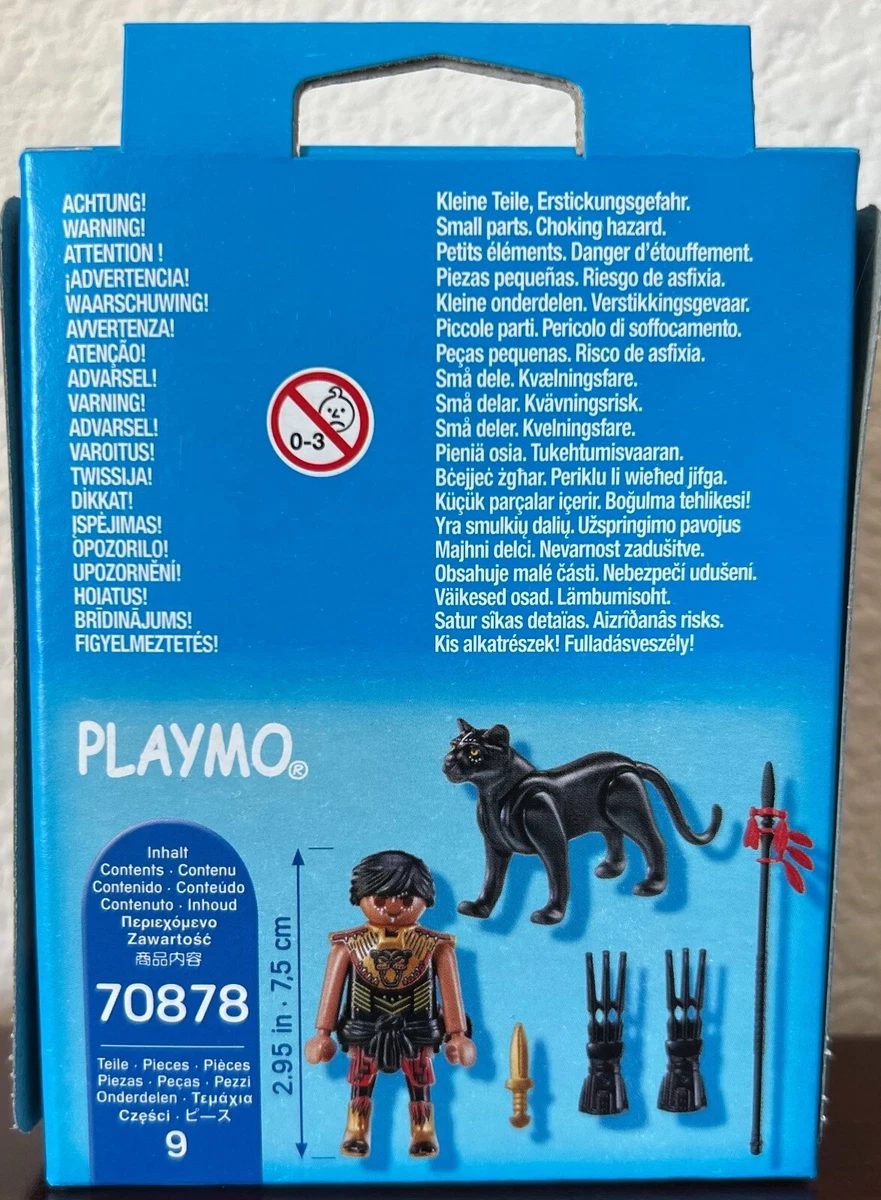 ACHTUNG! Kleine Teile, Erstickungsgefahr.
WARNING! Small parts. Choking hazard.
ATTENTION ! Petits éléments. Danger d'étouffement.
¡ADVERTENCIA! Piezas pequeñas. Riesgo de asfixia.
WAARSCHUWING! Kleine onderdelen. Verstikkingsgevaar.
AVVERTENZA! Piccole parti. Pericolo di soffocamento.
ATENÇÃO! Peças pequenas. Risco de asfixia.
ADVARSEL! Små dele. Kvælningsfare.
VARNING! Små delar. Kvävningsrisk.
ADVARSEL! Små deler. Kvelningsfare.
VAROITUS! Pieniä osia. Tukehtumisvaaran.
TWISSIJA! Bċejjeċ żgħar. Periklu li wieħed jifga.
DİKKAT! Küçük parçalar içerir. Boğulma tehlikesi!
ĮSPĖJIMAS! Yra smulkių dalių. Užspringimo pavojus
OPOZORILO! Majhni delci. Nevarnost zadušitve.
UPOZORNĚNÍ! Obsahuje malé části. Nebezpečí udušení.
HOIATUS! Väikesed osad. Lämbumisoht.
BRĪDINĀJUMS! Satur sîkas detaïas. Aizrîðanâs risks.
FIGYELMEZTETÉS! Kis alkatrészek! Fulladásveszély!
0-3
PLAYMO®
Inhalt
Contents · Contenu
Contenido · Conteúdo
Contenuto · Inhoud
Περιεχόμενο
Zawartość
商品内容
70878
Teile · Pieces · Pièces
Piezas · Peças · Pezzi
Onderdelen · Τεμάχια
Części · ピース
9
2.95 in · 7,5 cm